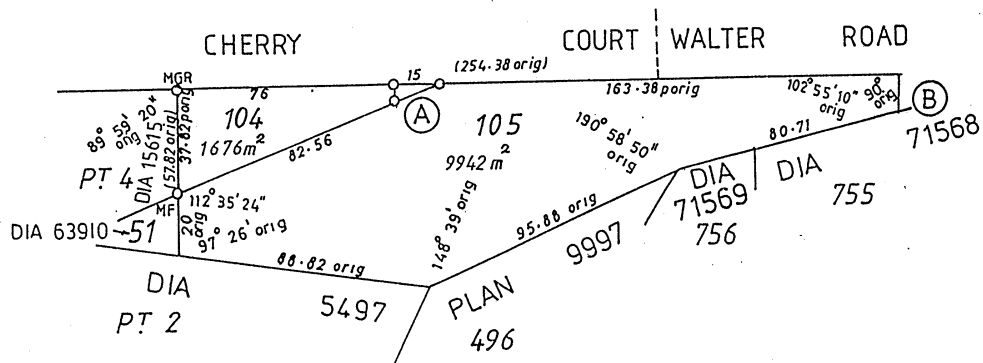 CHERRY
COURT
WALTER
ROAD
(254.38 orig)
MGR
76
15
163.38 porig
102° 55' 10"
orig
90°
orig
89° 59' 20"
orig
DIA 15615
(57.82 orig)
37.82 porig
104
1676m²
82.56
A
105
9942m²
190° 58' 50"
orig
80.71
B
71568
PT 4
MF
112° 35' 24"
DIA 63910
51
20
orig
97° 26' orig
148° 39' orig
95.88 orig
DIA
71569
756
DIA
755
88.82 orig
9997
DIA
PT 2
5497
PLAN
496